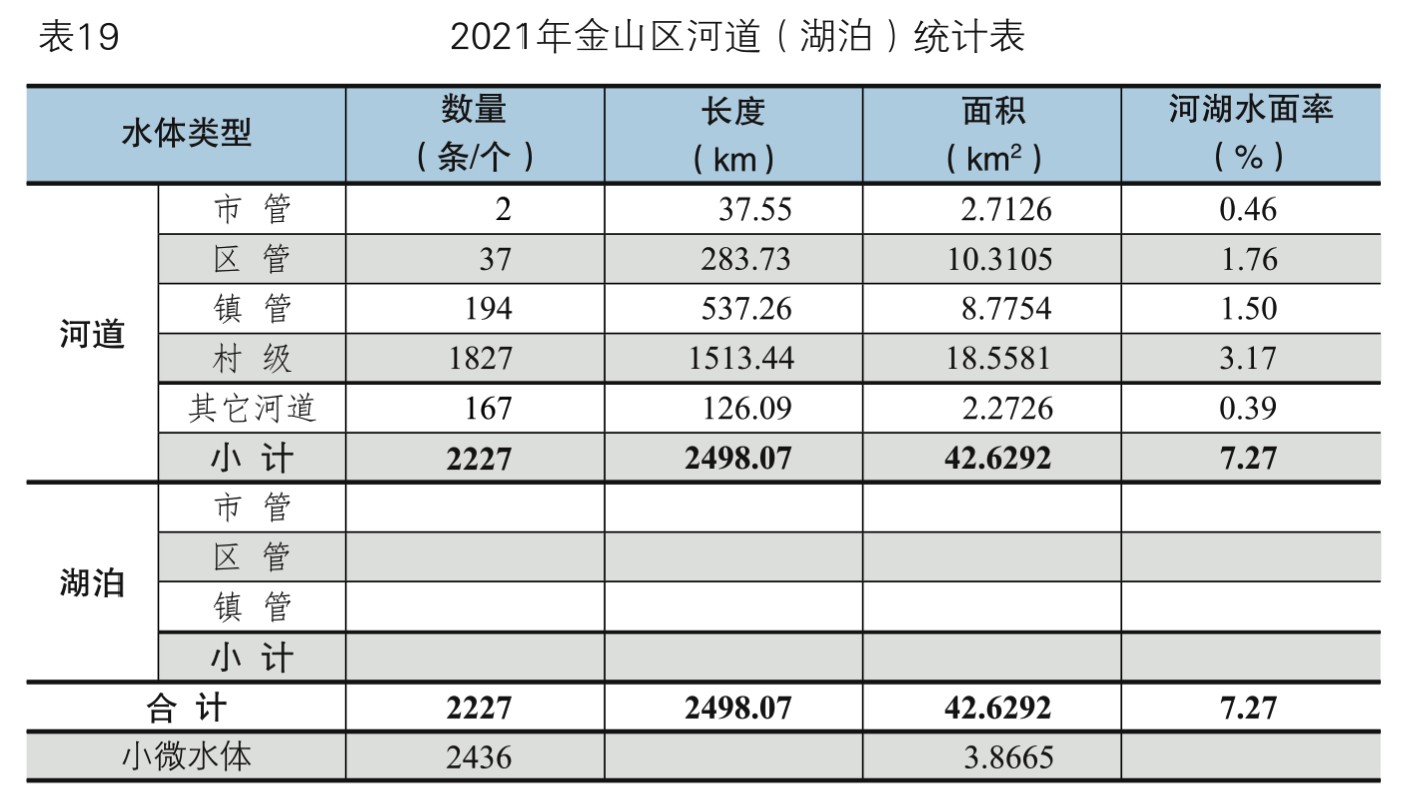 表19 2021年金山区河道（湖泊）统计表
水体类型 数量（条/个） 长度（km） 面积（km²） 河湖水面率（%）
河道 市管 2 37.55 2.7126 0.46
区管 37 283.73 10.3105 1.76
镇管 194 537.26 8.7754 1.50
村级 1827 1513.44 18.5581 3.17
其它河道 167 126.09 2.2726 0.39
小计 2227 2498.07 42.6292 7.27
湖泊 市管
区管
镇管
小计
合计 2227 2498.07 42.6292 7.27
小微水体 2436 3.8665